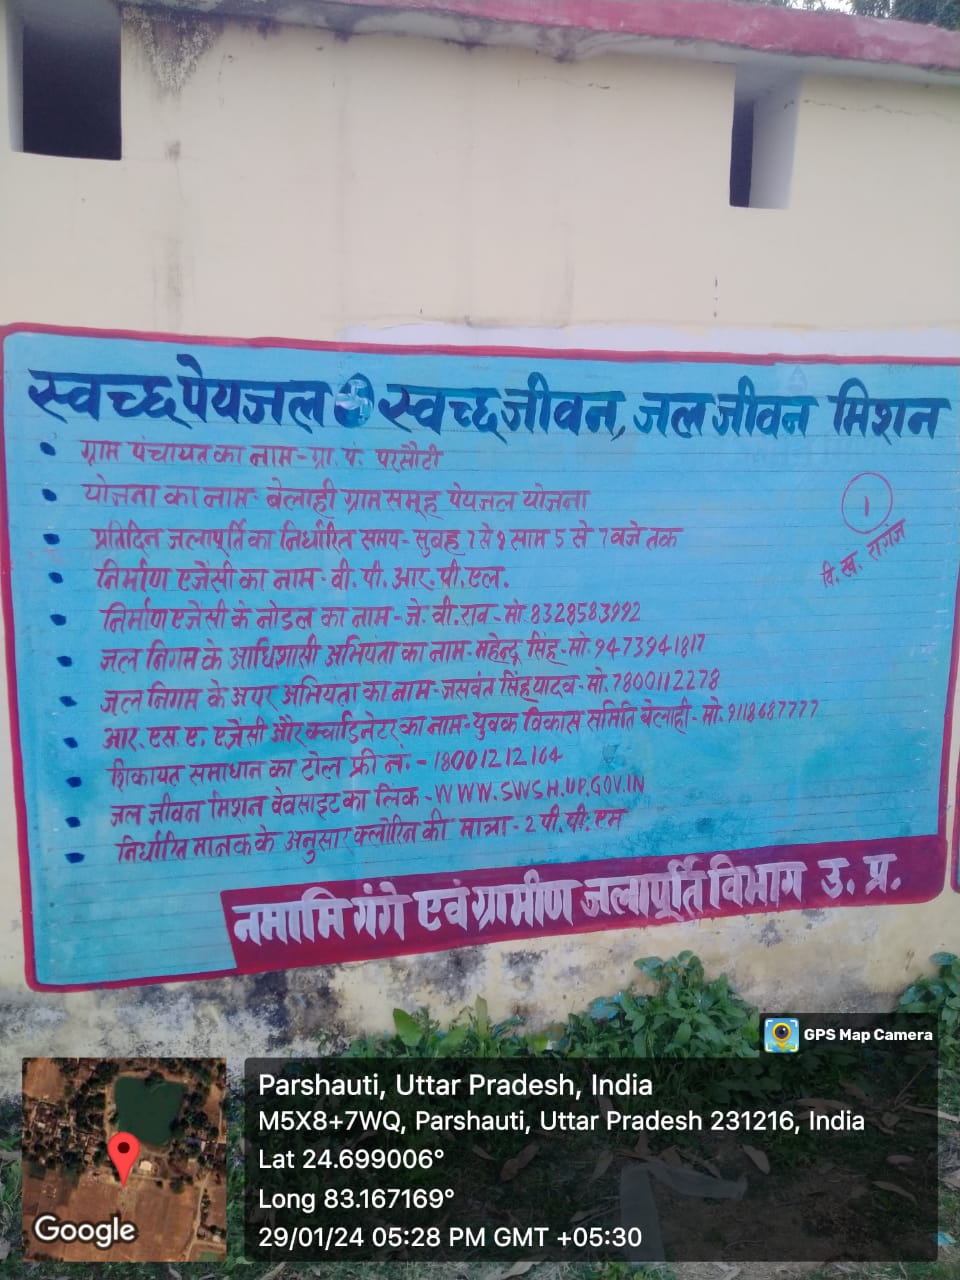 स्वच्छ पेयजल से स्वच्छ जीवन, जल जीवन मिशन
• ग्राम पंचायत का नाम - ग्रा. पं. परसौटी
• योजना का नाम - बेलाही ग्राम समूह पेयजल योजना
• प्रतिदिन जलापूर्ति का निर्धारित समय - सुबह 7 से 9 साम 5 से 7 वजे तक
• निर्माण एजेंसी का नाम - वी. पी. आर. पी. एल.
• निर्माण एजेंसी के नोडल का नाम - जे. वी. राव - मो. 8328583992
• जल निगम के अधिशासी अभियंता का नाम - महेन्द्र सिंह - मो. 9473941817
• जल निगम के अपर अभियंता का नाम - जसवंत सिंह यादव - मो. 7800112278
• आर. एस. ए. एजेंसी और क्वार्डिनेटर का नाम - युवक विकास समिति बेलाही - मो. 9118687777
• शिकायत समाधान का टोल फ्री नं. - 18001212164
• जल जीवन मिशन वेवसाइट का लिंक - WWW.SWSH.UP.GOV.IN
• निर्धारित मानक के अनुसार क्लोरिन की मात्रा - 2 पी. पी. एम
1
वि. ख. राजगंज
नमामि गंगे एवं ग्रामीण जलापूर्ति विभाग उ. प्र.
GPS Map Camera
Parshauti, Uttar Pradesh, India
M5X8+7WQ, Parshauti, Uttar Pradesh 231216, India
Lat 24.699006°
Long 83.167169°
29/01/24 05:28 PM GMT +05:30
Google